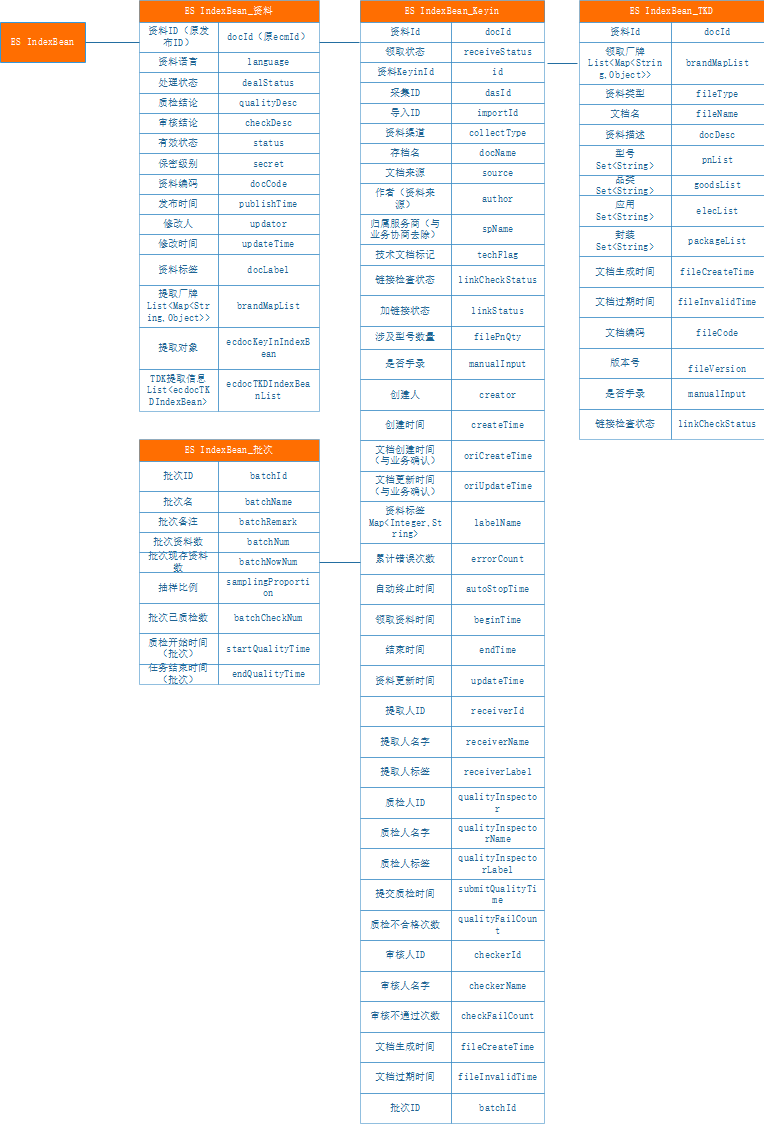 ES IndexBean
ES IndexBean_资料
资料ID（原发
布ID）
docId（原ecmId）
资料语言
language
处理状态
dealStatus
质检结论
qualityDesc
审核结论
checkDesc
有效状态
status
保密级别
secret
资料编码
docCode
发布时间
publishTime
修改人
updator
修改时间
updateTime
资料标签
docLabel
提取厂牌
List<Map<Str
ing,Object>>
brandMapList
提取对象
ecdocKeyInIndexB
ean
TDK提取信息
List<ecdocTK
DIndexBean>
ecdocTKDIndexBea
nList
ES IndexBean_批次
批次ID
batchId
批次名
batchName
批次备注
batchRemark
批次资料数
batchNum
批次现存资料
数
batchNowNum
抽样比例
samplingProporti
on
批次已质检数
batchCheckNum
质检开始时间
（批次）
startQualityTime
任务结束时间
（批次）
endQualityTime
ES IndexBean_Keyin
资料Id
docId
领取状态
receiveStatus
资料KeyinId
id
采集ID
dasId
导入ID
importId
资料渠道
collectType
存档名
docName
文档来源
source
作者（资料来
源）
author
归属服务商（与
业务协商去除）
spName
技术文档标记
techFlag
链接检查状态
linkCheckStatus
加链接状态
linkStatus
涉及型号数量
filePnQty
是否手录
manualInput
创建人
creator
创建时间
createTime
文档创建时间
（与业务确认）
oriCreateTime
文档更新时间
（与业务确认）
oriUpdateTime
资料标签
Map<Integer,St
ring>
labelName
累计错误次数
errorCount
自动终止时间
autoStopTime
领取资料时间
beginTime
结束时间
endTime
资料更新时间
updateTime
提取人ID
receiverId
提取人名字
receiverName
提取人标签
receiverLabel
质检人ID
qualityInspecto
r
质检人名字
qualityInspecto
rName
质检人标签
qualityInspecto
rLabel
提交质检时间
submitQualityTi
me
质检不合格次数
qualityFailCoun
t
审核人ID
checkerId
审核人名字
checkerName
审核不通过次数
checkFailCount
文档生成时间
fileCreateTime
文档过期时间
fileInvalidTime
批次ID
batchId
ES IndexBean_TKD
资料Id
docId
领取厂牌
List<Map<Strin
g,Object>>
brandMapList
资料类型
fileType
文档名
fileName
资料描述
docDesc
型号
Set<String>
pnList
品类
Set<String>
goodsList
应用
Set<String>
elecList
封装
Set<String>
packageList
文档生成时间
fileCreateTime
文档过期时间
fileInvalidTime
文档编码
fileCode
版本号
fileVersion
是否手录
manualInput
链接检查状态
linkCheckStatus